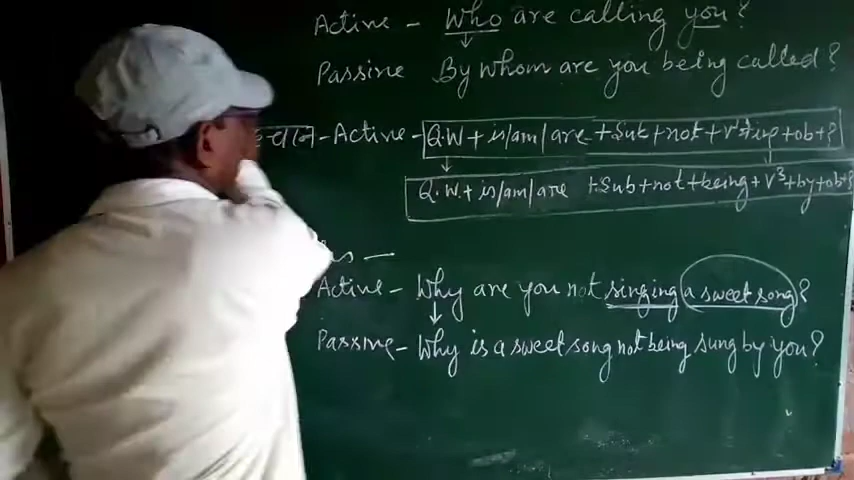 Active - Who are calling you?
Passive By whom are you being called?
Active - Q.W + is/am/are + Sub + not + V¹ + ing + ob + ?
Q.W. + is/am/are + Sub + not + being + V³ + by + ob + ?
Active - Why are you not singing a sweet song?
Passive - Why is a sweet song not being sung by you?